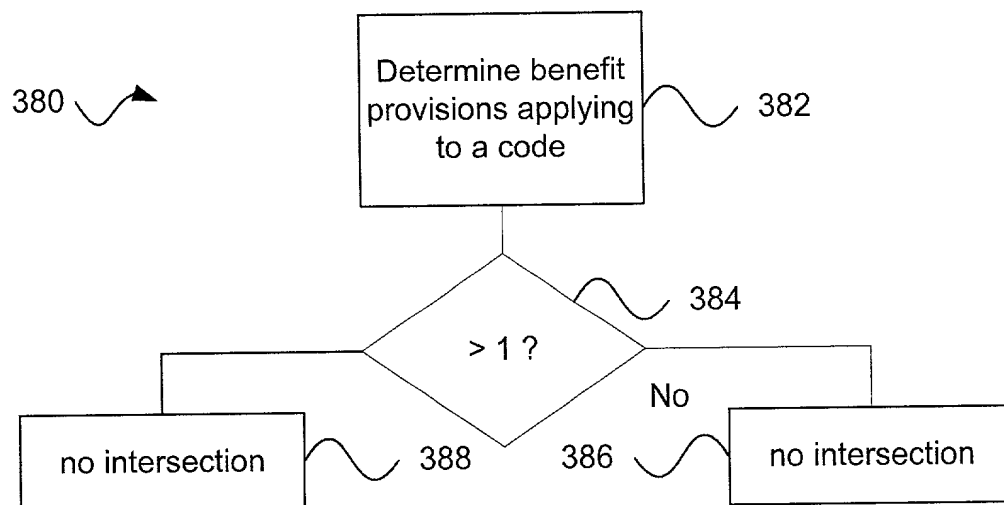 Determine benefit
provisions applying
to a code
380
382
384
> 1 ?
No
no intersection
388
386
no intersection